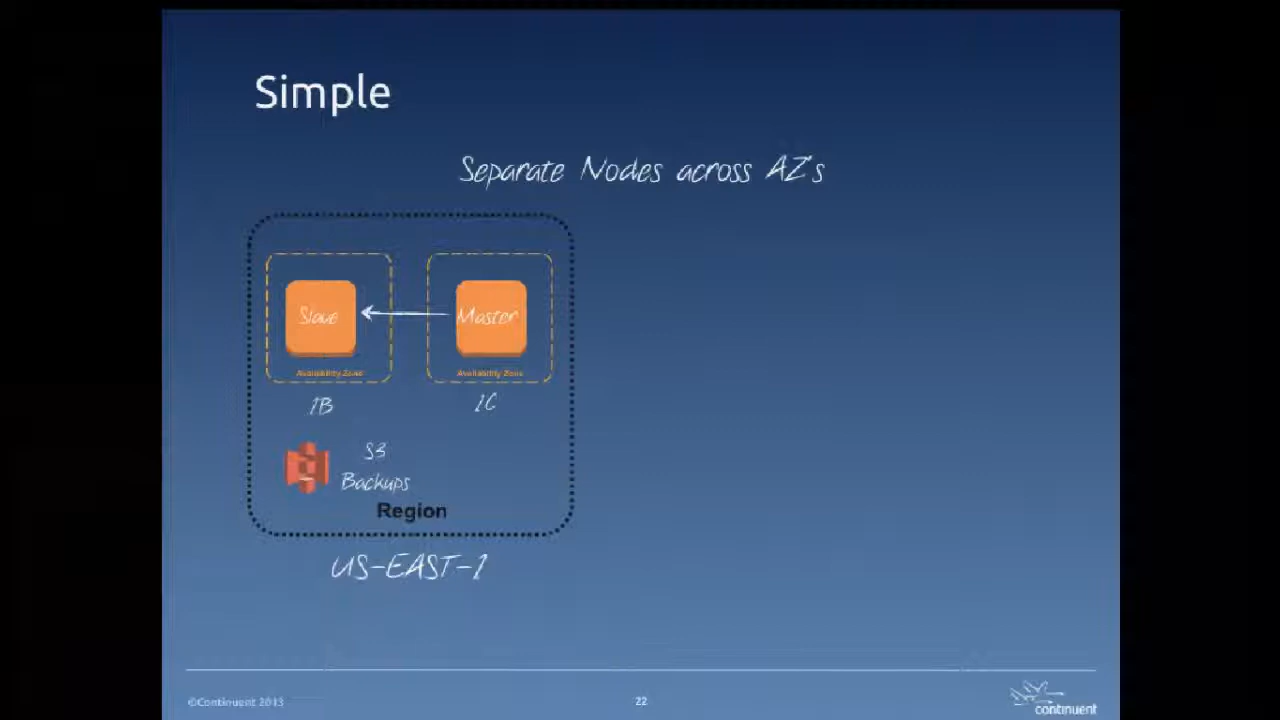 Simple
Separate Nodes across AZ's
Slave
Master
Availability Zone
Availability Zone
1B
1C
S3
Backups
Region
US-EAST-1
©Continuent 2013
22
continuent